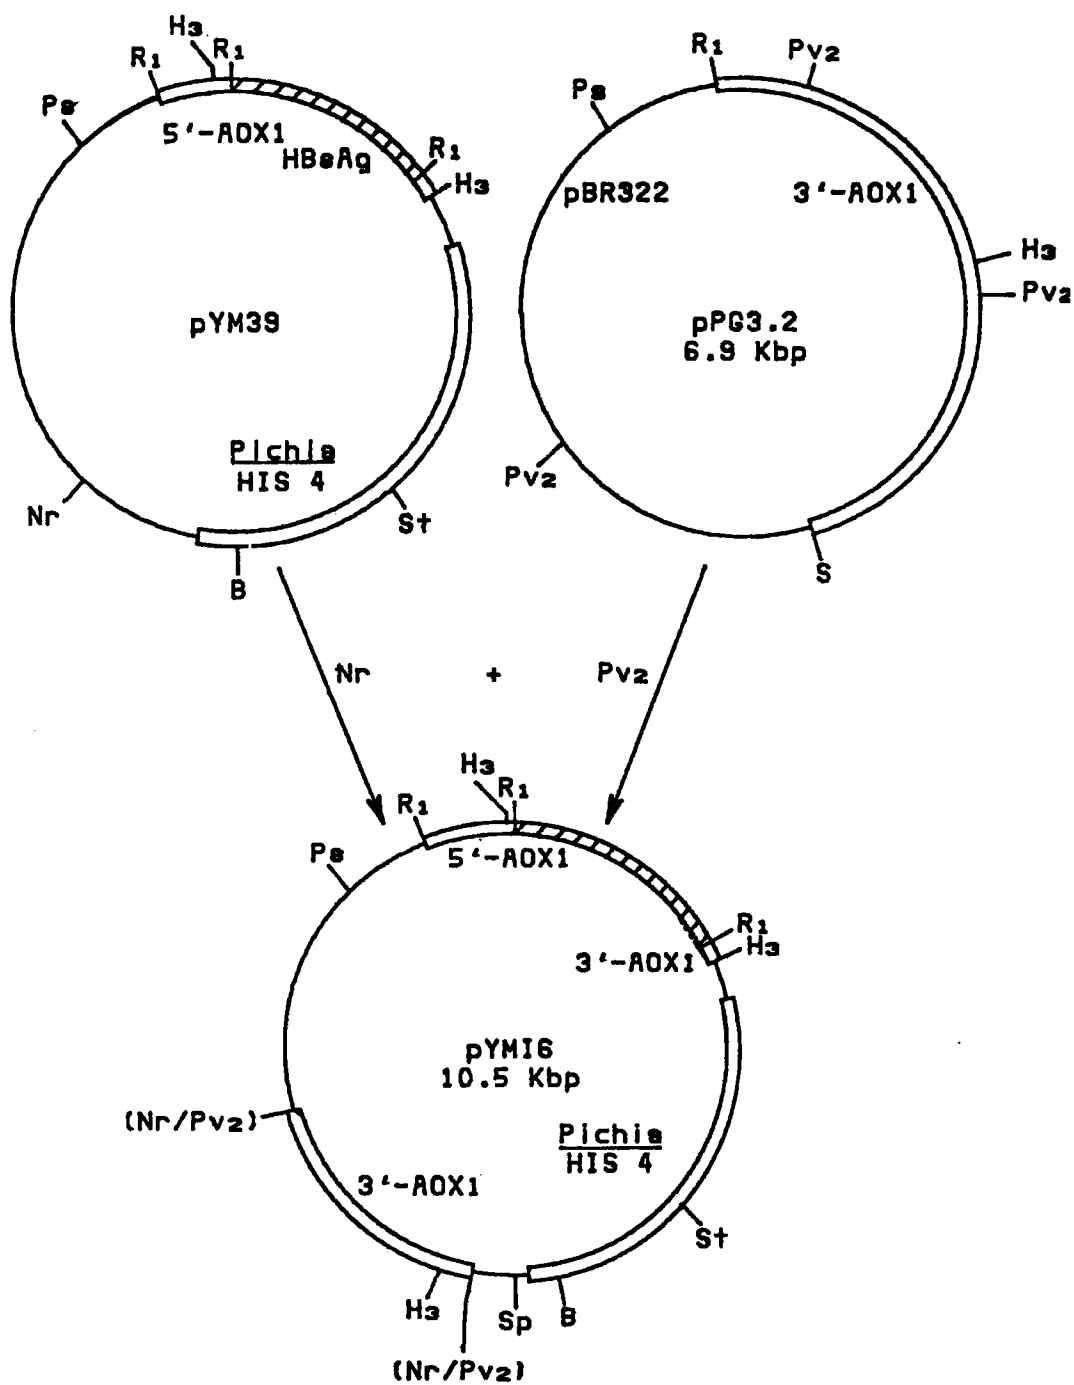 H3
R1
R1
Ps
5'-AOX1
HBsAg
R1
H3
pYM39
Pichia
HIS 4
Nr
St
B
R1
Pv2
Ps
pBR322
3'-AOX1
H3
Pv2
pPG3.2
6.9 Kbp
Pv2
S
Nr
+
Pv2
H3
R1
R1
Ps
5'-AOX1
R1
H3
3'-AOX1
pYMI6
10.5 Kbp
(Nr/Pv2)
Pichia
HIS 4
3'-AOX1
St
H3
Sp
B
(Nr/Pv2)